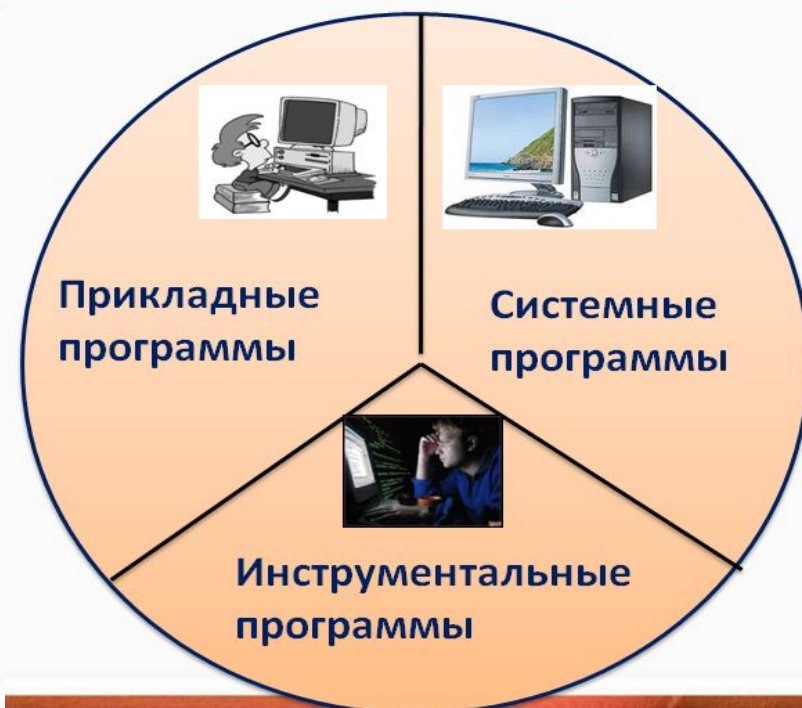 Прикладные
программы
Системные
программы
Инструментальные
программы